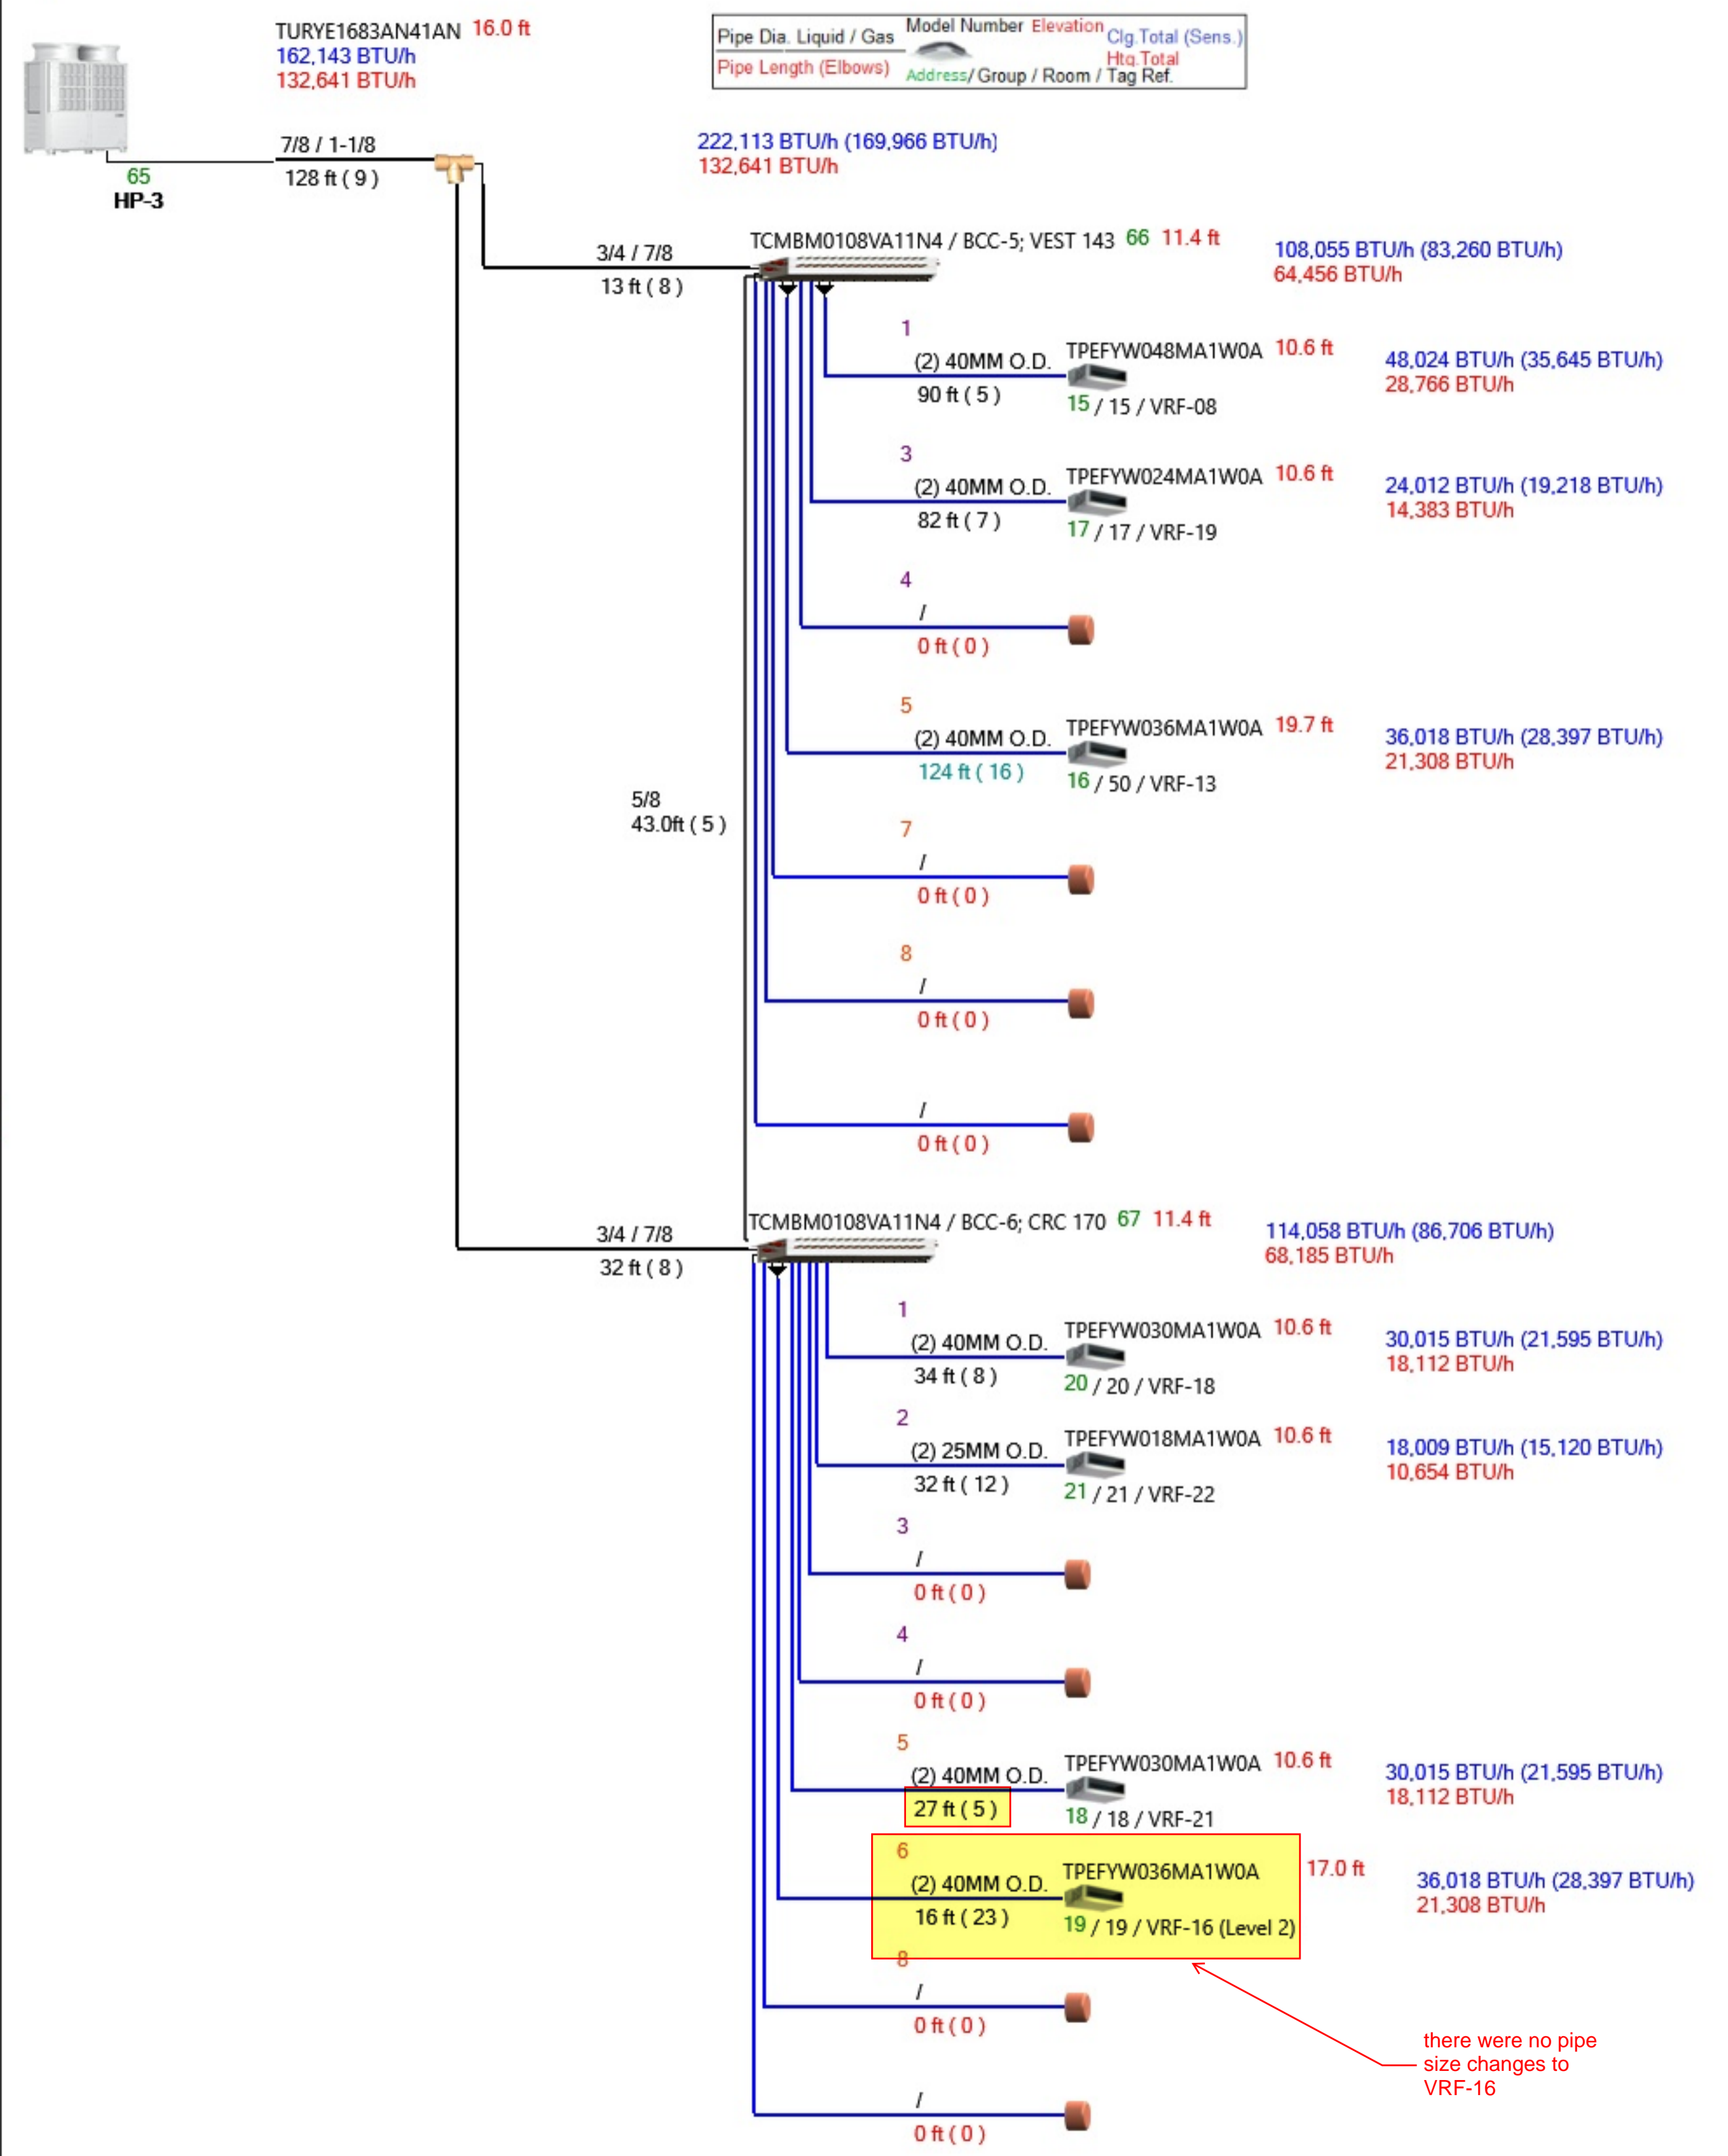 TURYE1683AN41AN 16.0 ft
162,143 BTU/h
132,641 BTU/h
Pipe Dia. Liquid / Gas
Pipe Length (Elbows)
Model Number Elevation
Address/ Group / Room / Tag Ref.
Clg.Total (Sens.)
Htg.Total
65
HP-3
7/8 / 1-1/8
128 ft ( 9 )
222,113 BTU/h (169,966 BTU/h)
132,641 BTU/h
3/4 / 7/8
13 ft ( 8 )
TCMBM0108VA11N4 / BCC-5; VEST 143 66 11.4 ft
108,055 BTU/h (83,260 BTU/h)
64,456 BTU/h
1
(2) 40MM O.D.
90 ft ( 5 )
TPEFYW048MA1W0A 10.6 ft
15 / 15 / VRF-08
48,024 BTU/h (35,645 BTU/h)
28,766 BTU/h
3
(2) 40MM O.D.
82 ft ( 7 )
TPEFYW024MA1W0A 10.6 ft
17 / 17 / VRF-19
24,012 BTU/h (19,218 BTU/h)
14,383 BTU/h
4
/
0 ft ( 0 )
5
(2) 40MM O.D.
124 ft ( 16 )
TPEFYW036MA1W0A 19.7 ft
16 / 50 / VRF-13
36,018 BTU/h (28,397 BTU/h)
21,308 BTU/h
5/8
43.0ft ( 5 )
7
/
0 ft ( 0 )
8
/
0 ft ( 0 )
/
0 ft ( 0 )
3/4 / 7/8
32 ft ( 8 )
TCMBM0108VA11N4 / BCC-6; CRC 170 67 11.4 ft
114,058 BTU/h (86,706 BTU/h)
68,185 BTU/h
1
(2) 40MM O.D.
34 ft ( 8 )
TPEFYW030MA1W0A 10.6 ft
20 / 20 / VRF-18
30,015 BTU/h (21,595 BTU/h)
18,112 BTU/h
2
(2) 25MM O.D.
32 ft ( 12 )
TPEFYW018MA1W0A 10.6 ft
21 / 21 / VRF-22
18,009 BTU/h (15,120 BTU/h)
10,654 BTU/h
3
/
0 ft ( 0 )
4
/
0 ft ( 0 )
5
(2) 40MM O.D.
27 ft ( 5 )
TPEFYW030MA1W0A 10.6 ft
18 / 18 / VRF-21
30,015 BTU/h (21,595 BTU/h)
18,112 BTU/h
6
(2) 40MM O.D.
16 ft ( 23 )
TPEFYW036MA1W0A 17.0 ft
19 / 19 / VRF-16 (Level 2)
36,018 BTU/h (28,397 BTU/h)
21,308 BTU/h
8
/
0 ft ( 0 )
there were no pipe
size changes to
VRF-16
/
0 ft ( 0 )